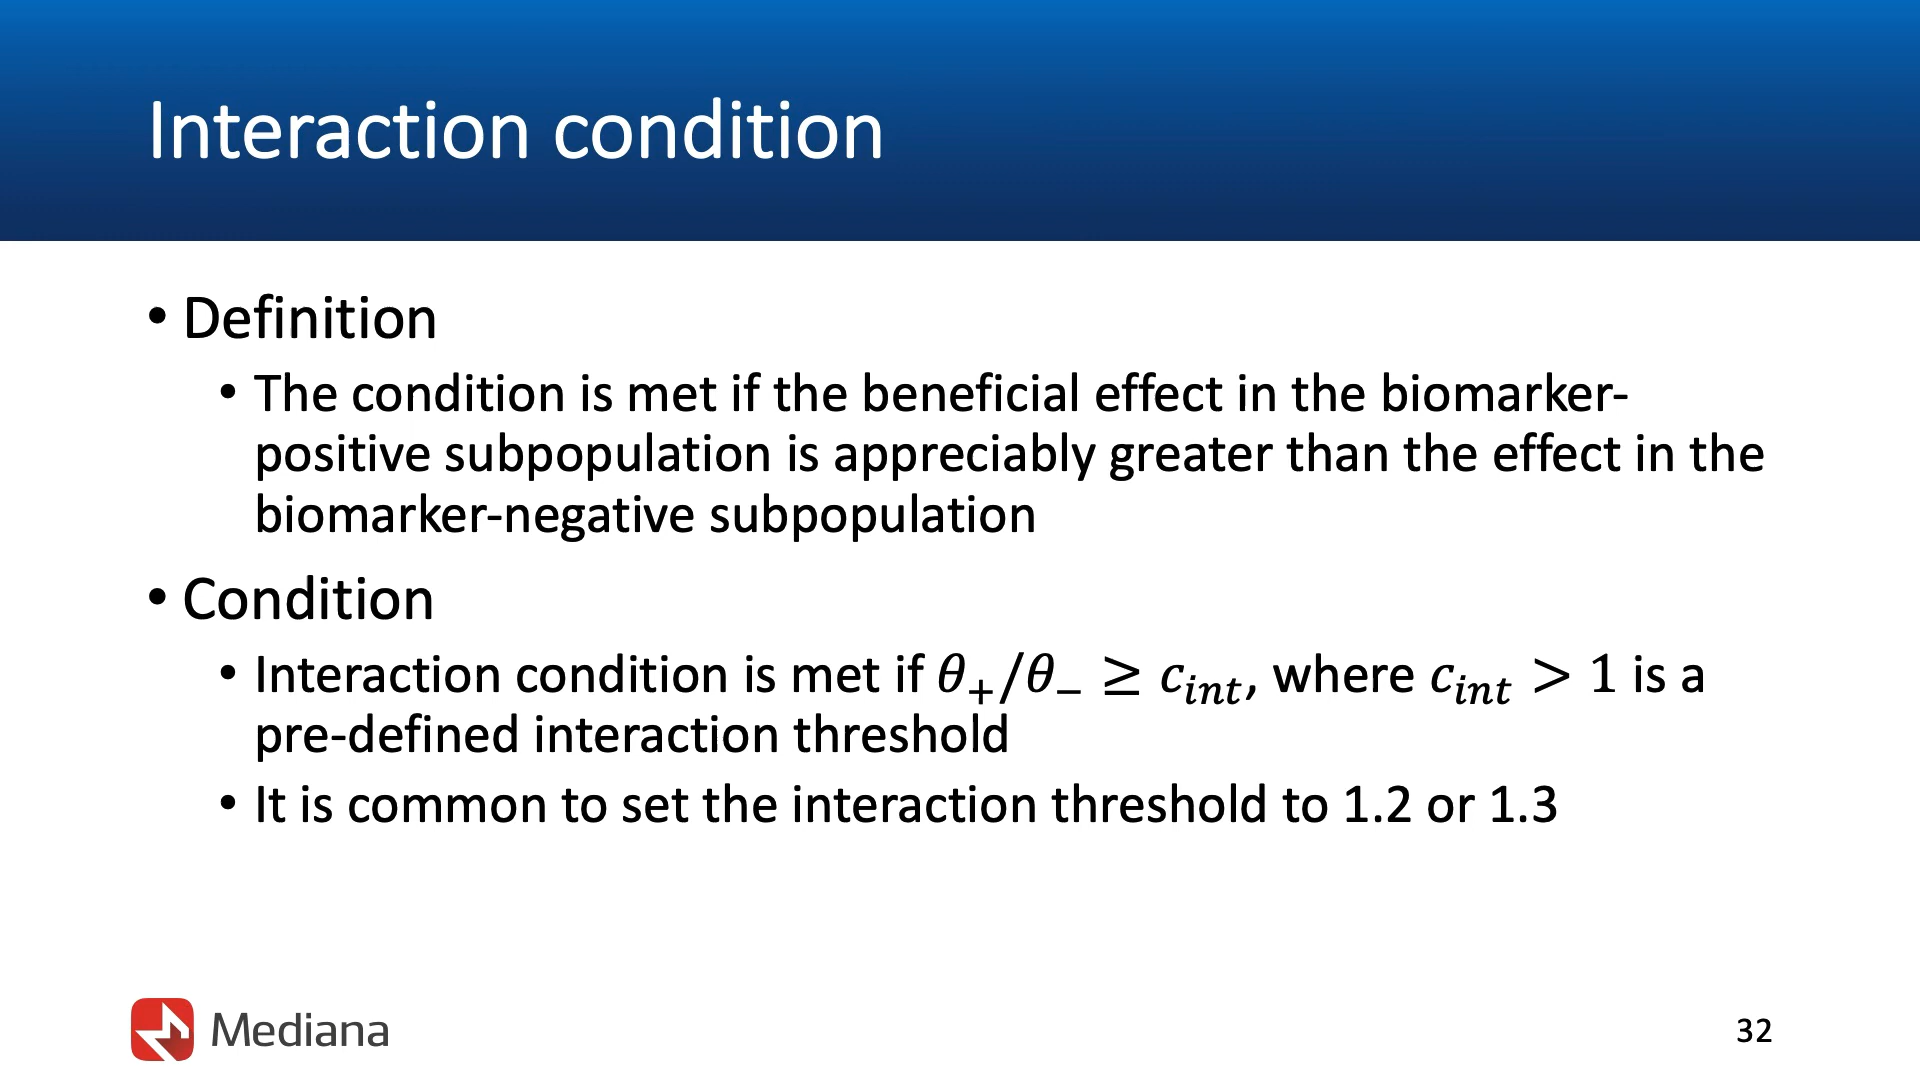 Interaction condition
• Definition
• The condition is met if the beneficial effect in the biomarker-
positive subpopulation is appreciably greater than the effect in the
biomarker-negative subpopulation
• Condition
• Interaction condition is met if θ₊/θ₋ ≥ c_int, where c_int > 1 is a
pre-defined interaction threshold
• It is common to set the interaction threshold to 1.2 or 1.3
Mediana
32